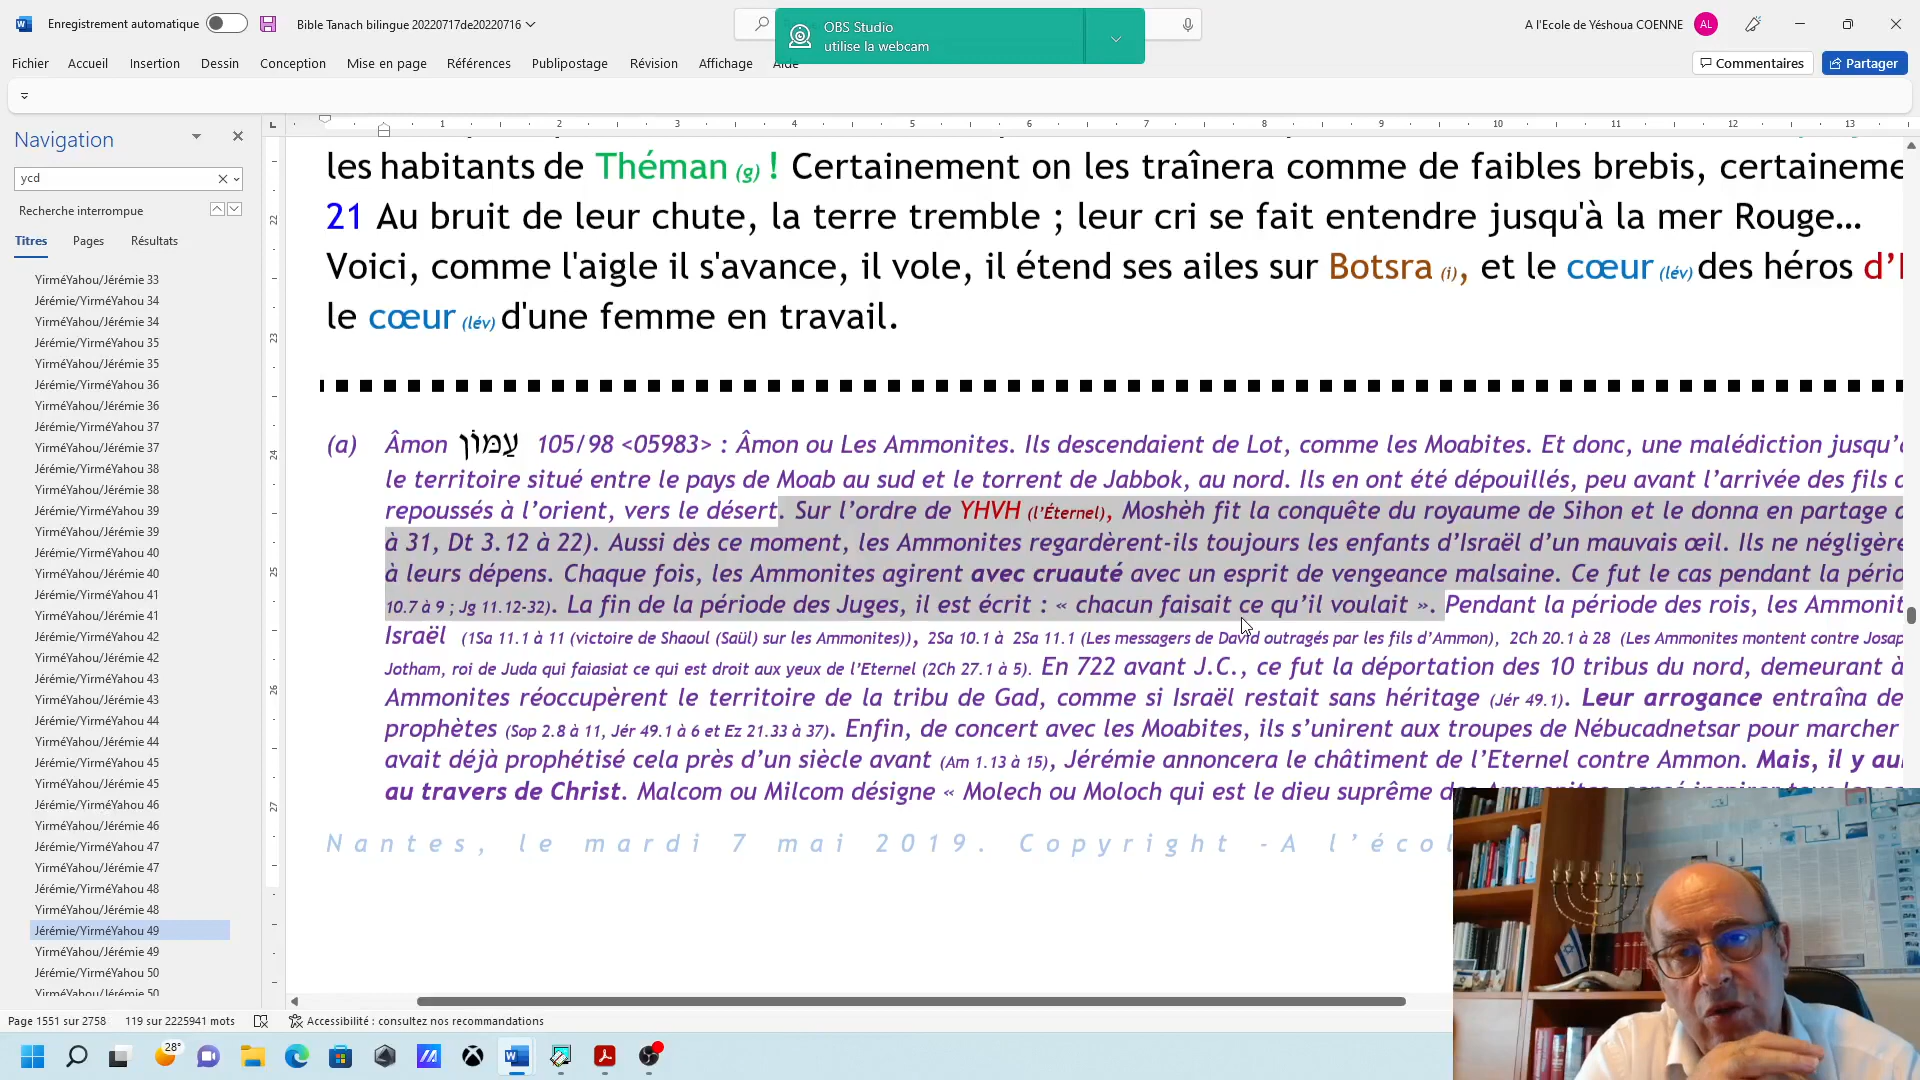 Enregistrement automatique
Bible Tanach bilingue 20220717de20220716
OBS Studio
utilise la webcam
A l'Ecole de Yéshoua COENNE
AL
Fichier Accueil Insertion Dessin Conception Mise en page Références Publipostage Révision Affichage Aide
Commentaires
Partager
Navigation
ycd
Recherche interrompue
Titres Pages Résultats
YirméYahou/Jérémie 33
Jérémie/YirméYahou 34
YirméYahou/Jérémie 34
Jérémie/YirméYahou 35
YirméYahou/Jérémie 35
Jérémie/YirméYahou 36
YirméYahou/Jérémie 36
Jérémie/YirméYahou 37
YirméYahou/Jérémie 37
Jérémie/YirméYahou 38
YirméYahou/Jérémie 38
Jérémie/YirméYahou 39
YirméYahou/Jérémie 39
Jérémie/YirméYahou 40
YirméYahou/Jérémie 40
Jérémie/YirméYahou 41
YirméYahou/Jérémie 41
Jérémie/YirméYahou 42
YirméYahou/Jérémie 42
Jérémie/YirméYahou 43
YirméYahou/Jérémie 43
Jérémie/YirméYahou 44
YirméYahou/Jérémie 44
Jérémie/YirméYahou 45
YirméYahou/Jérémie 45
Jérémie/YirméYahou 46
YirméYahou/Jérémie 46
Jérémie/YirméYahou 47
YirméYahou/Jérémie 47
Jérémie/YirméYahou 48
YirméYahou/Jérémie 48
Jérémie/YirméYahou 49
YirméYahou/Jérémie 49
Jérémie/YirméYahou 50
YirméYahou/Jérémie 50
1 2 3 4 5 6 7 8 9 10 11 12 13
22
23
24
25
26
27
les habitants de Théman (g) ! Certainement on les traînera comme de faibles brebis, certaineme
21 Au bruit de leur chute, la terre tremble ; leur cri se fait entendre jusqu'à la mer Rouge…
Voici, comme l'aigle il s'avance, il vole, il étend ses ailes sur Botsra (i), et le cœur (lév) des héros
le cœur (lév) d'une femme en travail.
(a) Âmon עַמּוֹן 105/98 <05983> : Âmon ou Les Ammonites. Ils descendaient de Lot, comme les Moabites. Et donc, une malédiction
le territoire situé entre le pays de Moab au sud et le torrent de Jabbok, au nord. Ils en ont été dépouillés, peu avant l’arrivée des fils
repoussés à l’orient, vers le désert. Sur l’ordre de YHVH (l’Éternel), Moshèh fit la conquête du royaume de Sihon et le donna en partage
à 31, Dt 3.12 à 22). Aussi dès ce moment, les Ammonites regardèrent-ils toujours les enfants d’Israël d’un mauvais œil. Ils ne négligère
à leurs dépens. Chaque fois, les Ammonites agirent avec cruauté avec un esprit de vengeance malsaine. Ce fut le cas pendant la pério
10.7 à 9 ; Jg 11.12-32). La fin de la période des Juges, il est écrit : « chacun faisait ce qu’il voulait ». Pendant la période des rois, les Ammonit
Israël (1Sa 11.1 à 11 (victoire de Shaoul (Saül) sur les Ammonites)), 2Sa 10.1 à 2Sa 11.1 (Les messagers de David outragés par les fils d’Amon), 2Ch 20.1 à 28 (Les Ammonites montent contre Josap
Jotham, roi de Juda qui faiasiat ce qui est droit aux yeux de l’Eternel (2Ch 27.1 à 5). En 722 avant J.C., ce fut la déportation des 10 tribus du nord, demeurant à
Ammonites réoccupèrent le territoire de la tribu de Gad, comme si Israël restait sans héritage (Jér 49.1). Leur arrogance entraîna de
prophètes (Sop 2.8 à 11, Jér 49.1 à 6 et Ez 21.33 à 37). Enfin, de concert avec les Moabites, ils s’unirent aux troupes de Nébucadnetsar pour marcher
avait déjà prophétisé cela près d’un siècle avant (Am 1.13 à 15), Jérémie annoncera le châtiment de l’Eternel contre Ammon. Mais, il y au
au travers de Christ. Malcom ou Milcom désigne « Molech ou Moloch qui est le dieu suprême
Nantes, le mardi 7 mai 2019. Copyright -A l’écol
Page 1551 sur 2758 119 sur 2225941 mots Accessibilité : consultez nos recommandations
28°